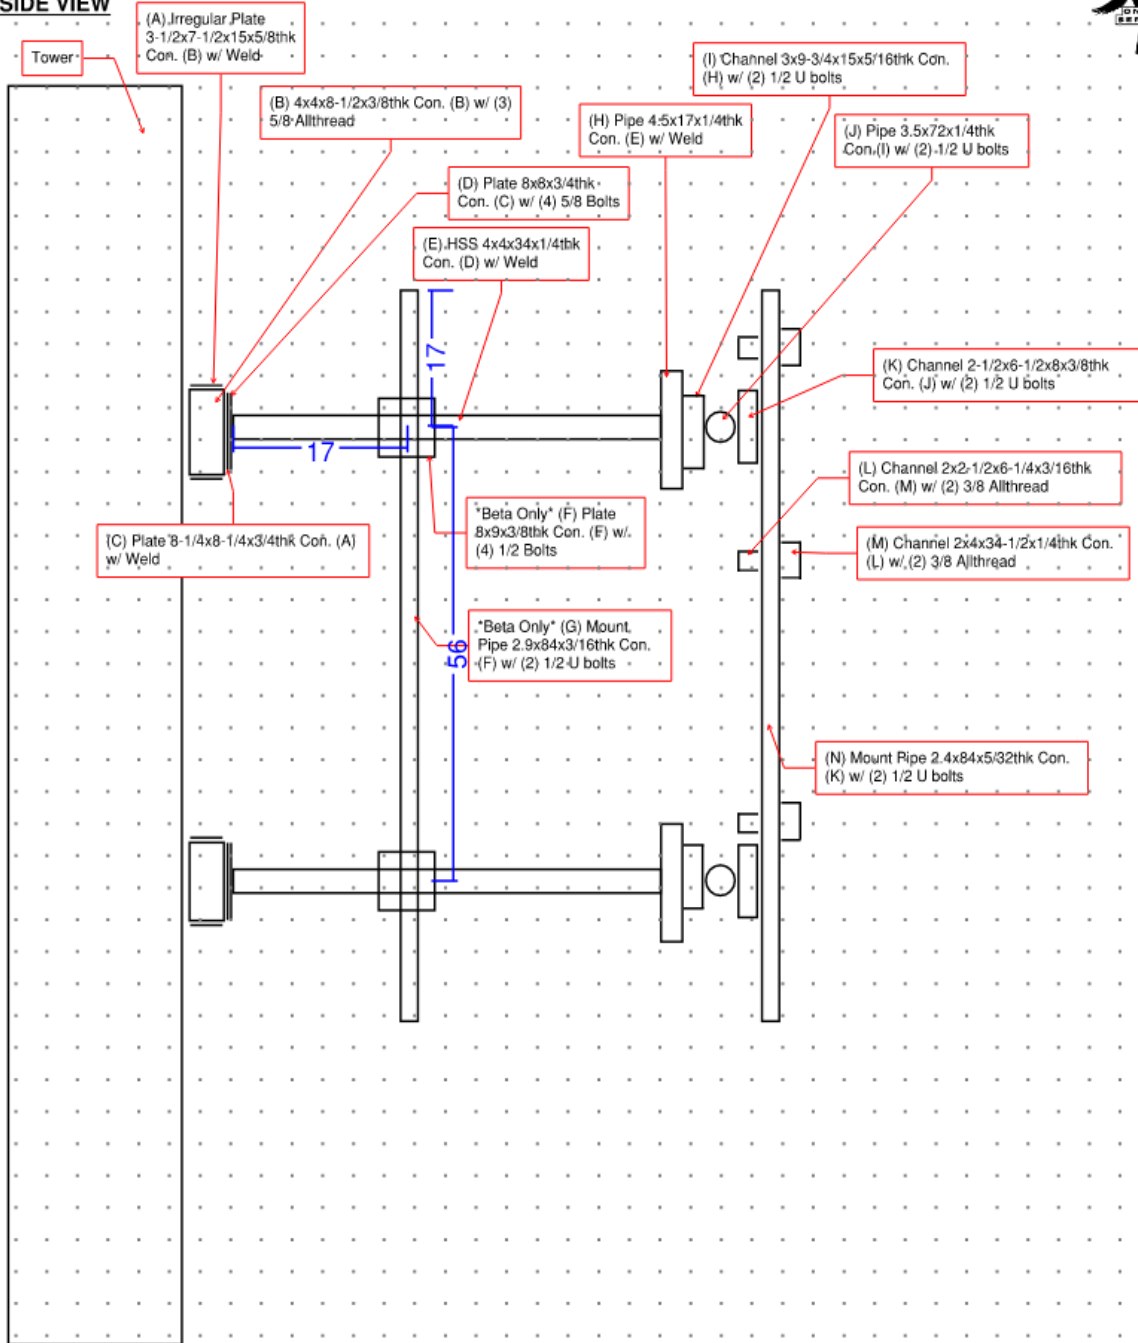 SIDE VIEW
Tower
(A) Irregular Plate
3-1/2x7-1/2x15x5/8thk
Con. (B) w/ Weld
(B) 4x4x8-1/2x3/8thk Con. (B) w/ (3)
5/8 Allthread
(D) Plate 8x8x3/4thk
Con. (C) w/ (4) 5/8 Bolts
(E) HSS 4x4x34x1/4thk
Con. (D) w/ Weld
(H) Pipe 4.5x17x1/4thk
Con. (E) w/ Weld
(I) Channel 3x9-3/4x15x5/16thk Con.
(H) w/ (2) 1/2 U bolts
(J) Pipe 3.5x72x1/4thk
Con. (I) w/ (2) 1/2 U bolts
17
(K) Channel 2-1/2x6-1/2x8x3/8thk
Con. (J) w/ (2) 1/2 U bolts
17
(L) Channel 2x2-1/2x6-1/4x3/16thk
Con. (M) w/ (2) 3/8 Allthread
(C) Plate 8-1/4x8-1/4x3/4thk Con. (A)
w/ Weld
*Beta Only* (F) Plate
8x9x3/8thk Con. (F) w/
(4) 1/2 Bolts
(M) Channel 2x4x34-1/2x1/4thk Con.
(L) w/ (2) 3/8 Allthread
*Beta Only* (G) Mount
Pipe 2.9x84x3/16thk Con.
(F) w/ (2) 1/2 U bolts
56
(N) Mount Pipe 2.4x84x5/32thk Con.
(K) w/ (2) 1/2 U bolts